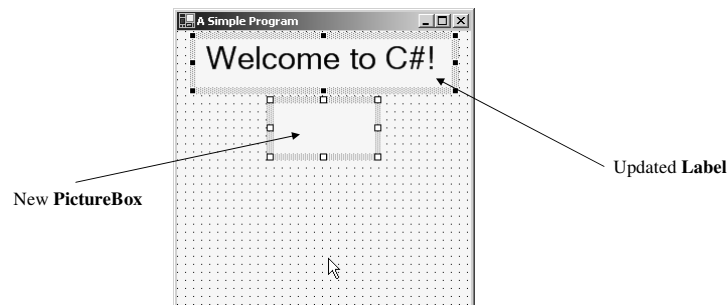 A Simple Program
Welcome to C#!
Updated Label
New PictureBox